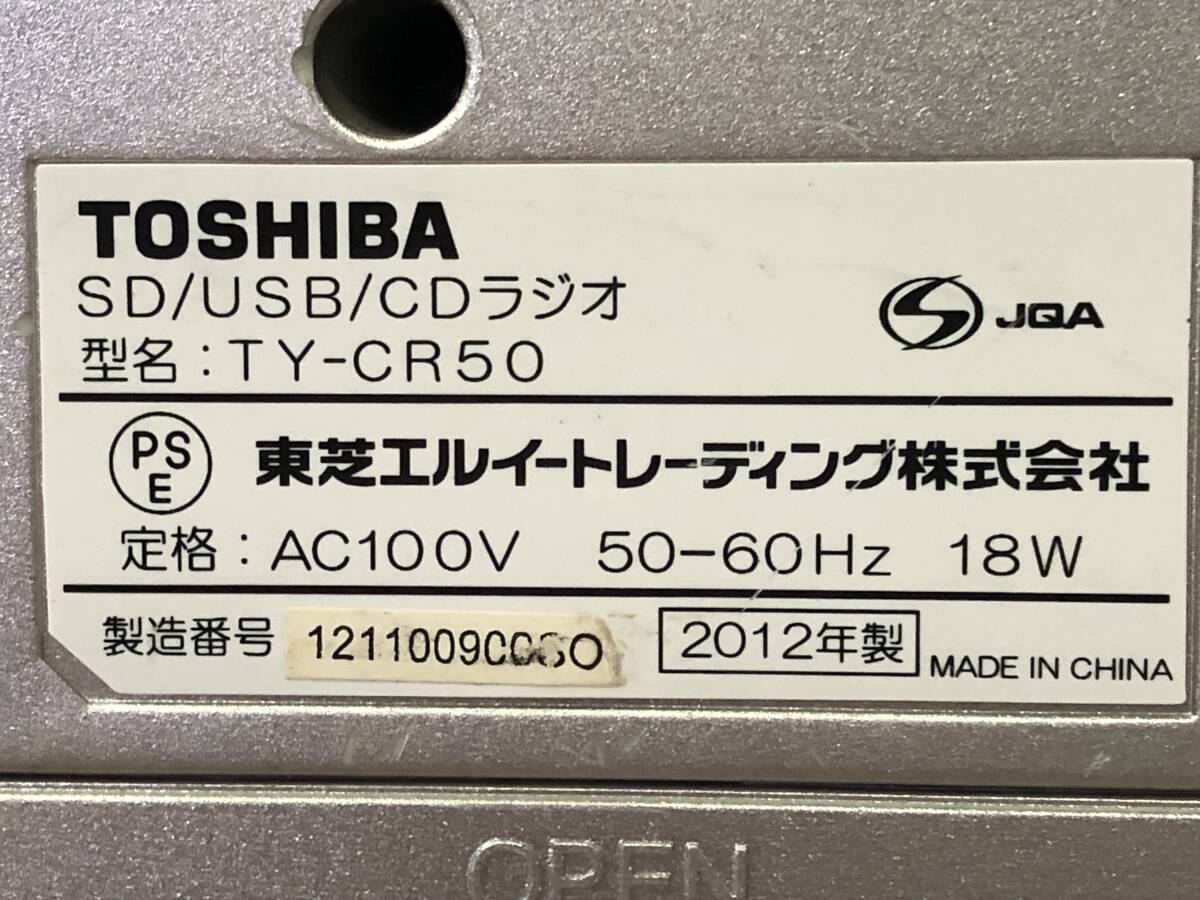 TOSHIBA
SD/USB/CDラジオ
型名：TY-CR50
JQA
PSE
東芝エルイートレーディング株式会社
定格：AC100V 50-60Hz 18W
製造番号
2012年製
MADE IN CHINA
OPEN